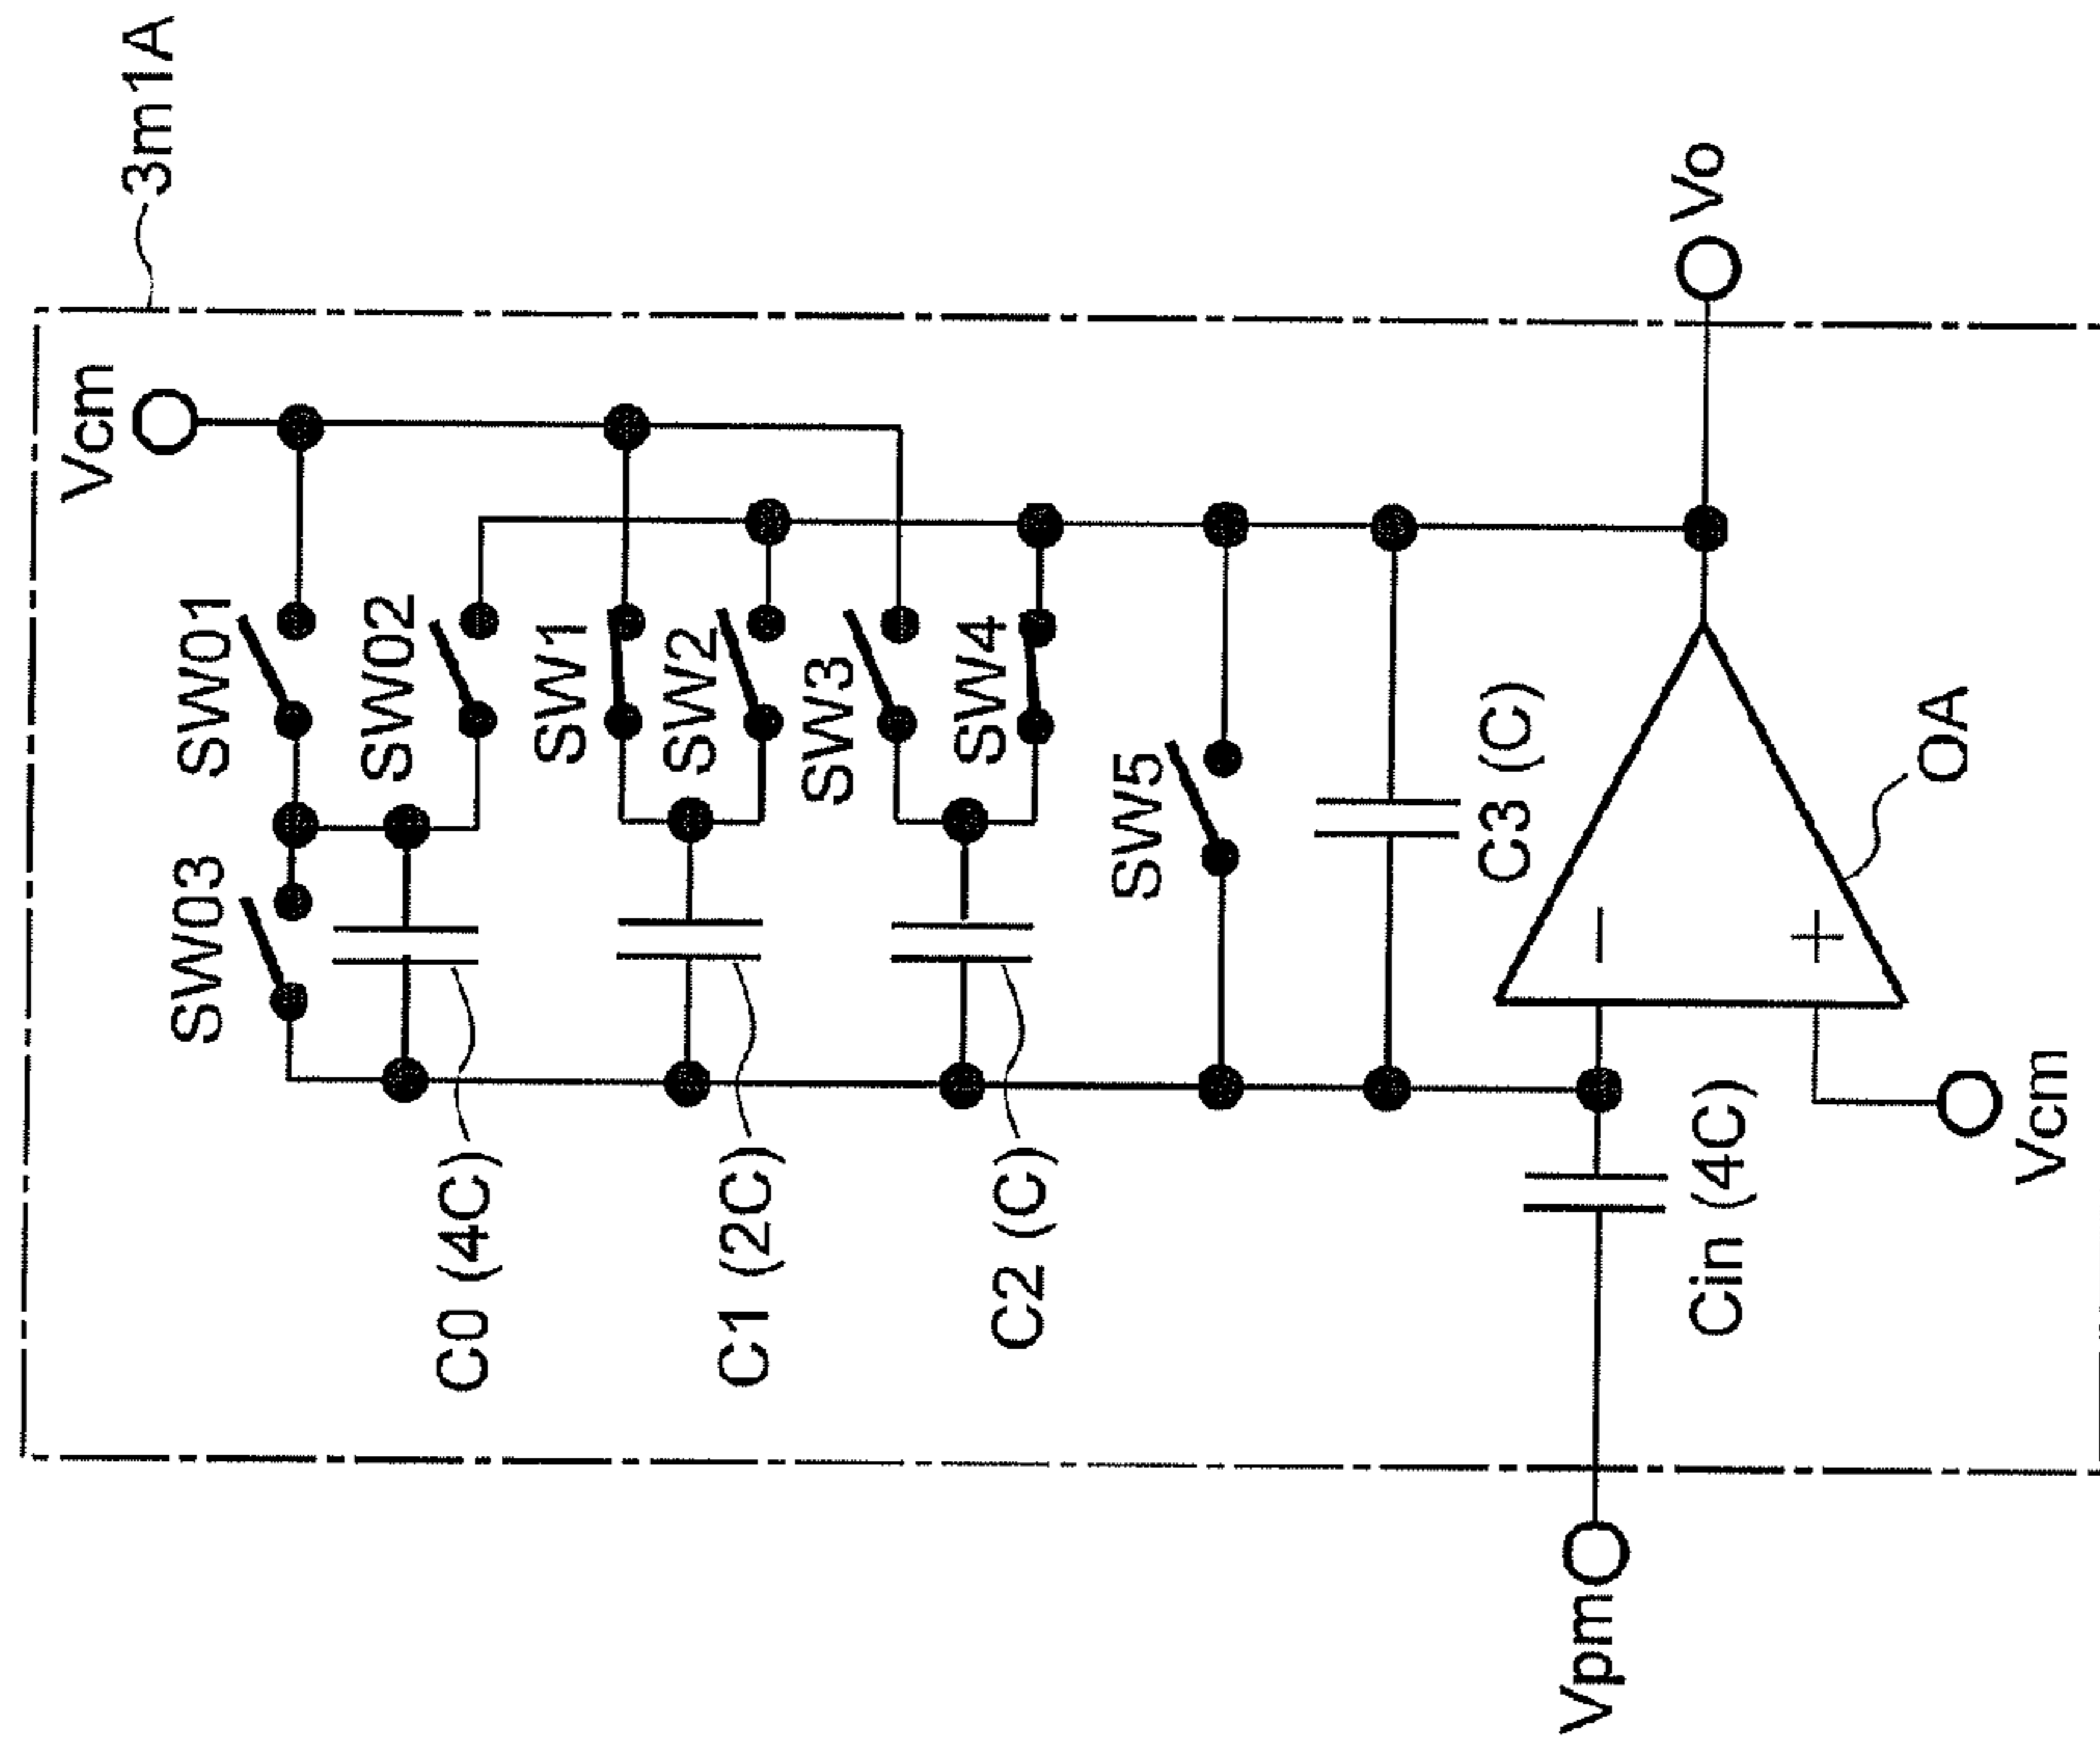 3m1A
Vcm
SW01
SW03
SW02
C0 (4C)
SW1
SW2
C1 (2C)
SW3
SW4
C2 (C)
SW5
C3 (C)
Vo
−
+
OA
Cin (4C)
Vpm
Vcm